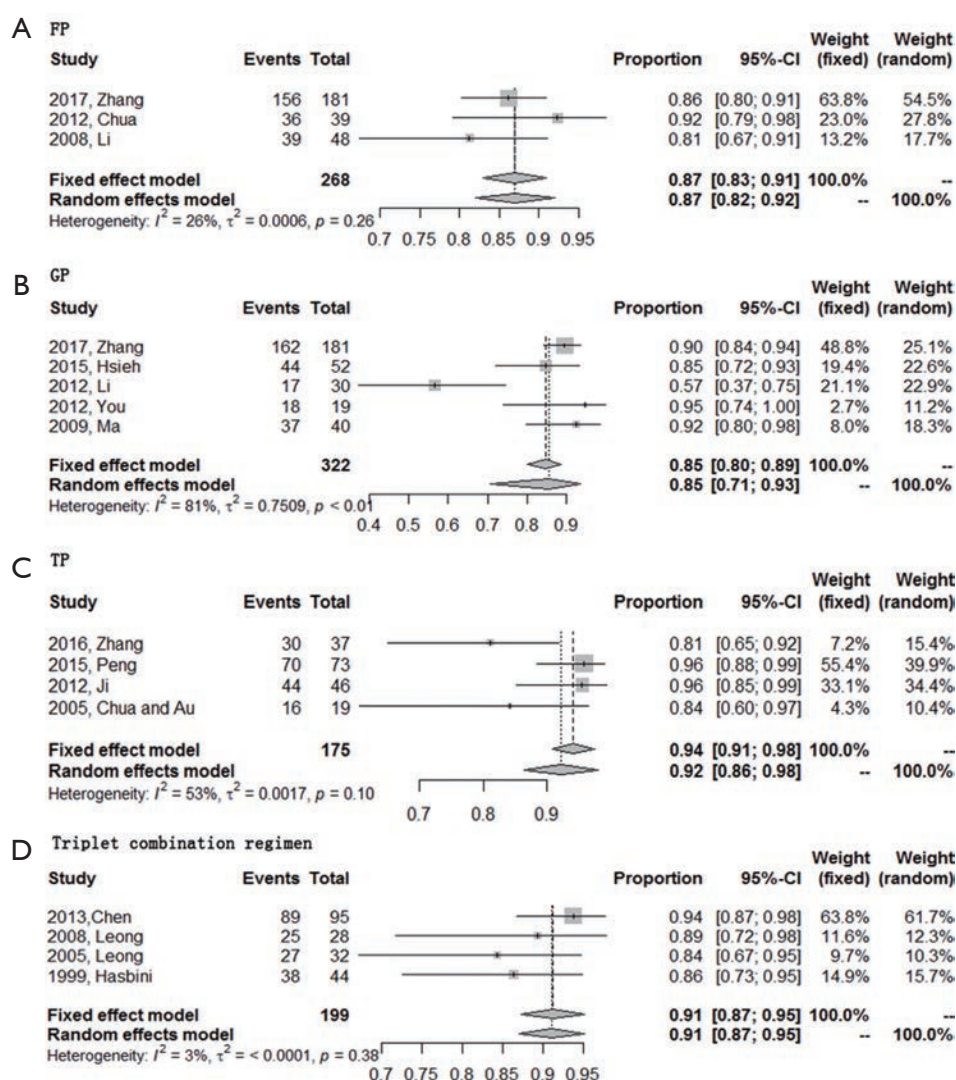 A FP
Weight Weight
Study Events Total Proportion 95%-CI (fixed) (random)
2017, Zhang 156 181 0.86 [0.80; 0.91] 63.8% 54.5%
2012, Chua 36 39 0.92 [0.79; 0.98] 23.0% 27.8%
2008, Li 39 48 0.81 [0.67; 0.91] 13.2% 17.7%
Fixed effect model 268 0.87 [0.83; 0.91] 100.0% --
Random effects model 0.87 [0.82; 0.92] -- 100.0%
Heterogeneity: I² = 26%, τ² = 0.0006, p = 0.26
0.7 0.75 0.8 0.85 0.9 0.95
B GP
Weight Weight
Study Events Total Proportion 95%-CI (fixed) (random)
2017, Zhang 162 181 0.90 [0.84; 0.94] 48.8% 25.1%
2015, Hsieh 44 52 0.85 [0.72; 0.93] 19.4% 22.6%
2012, Li 17 30 0.57 [0.37; 0.75] 21.1% 22.9%
2012, You 18 19 0.95 [0.74; 1.00] 2.7% 11.2%
2009, Ma 37 40 0.92 [0.80; 0.98] 8.0% 18.3%
Fixed effect model 322 0.85 [0.80; 0.89] 100.0% --
Random effects model 0.85 [0.71; 0.93] -- 100.0%
Heterogeneity: I² = 81%, τ² = 0.7509, p < 0.01
0.4 0.5 0.6 0.7 0.8 0.9
C TP
Weight Weight
Study Events Total Proportion 95%-CI (fixed) (random)
2016, Zhang 30 37 0.81 [0.65; 0.92] 7.2% 15.4%
2015, Peng 70 73 0.96 [0.88; 0.99] 55.4% 39.9%
2012, Ji 44 46 0.96 [0.85; 0.99] 33.1% 34.4%
2005, Chua and Au 16 19 0.84 [0.60; 0.97] 4.3% 10.4%
Fixed effect model 175 0.94 [0.91; 0.98] 100.0% --
Random effects model 0.92 [0.86; 0.98] -- 100.0%
Heterogeneity: I² = 53%, τ² = 0.0017, p = 0.10
0.7 0.8 0.9
D Triplet combination regimen
Weight Weight
Study Events Total Proportion 95%-CI (fixed) (random)
2013,Chen 89 95 0.94 [0.87; 0.98] 63.8% 61.7%
2008, Leong 25 28 0.89 [0.72; 0.98] 11.6% 12.3%
2005, Leong 27 32 0.84 [0.67; 0.95] 9.7% 10.3%
1999, Hasbini 38 44 0.86 [0.73; 0.95] 14.9% 15.7%
Fixed effect model 199 0.91 [0.87; 0.95] 100.0% --
Random effects model 0.91 [0.87; 0.95] -- 100.0%
Heterogeneity: I² = 3%, τ² = < 0.0001, p = 0.38
0.7 0.75 0.8 0.85 0.9 0.95